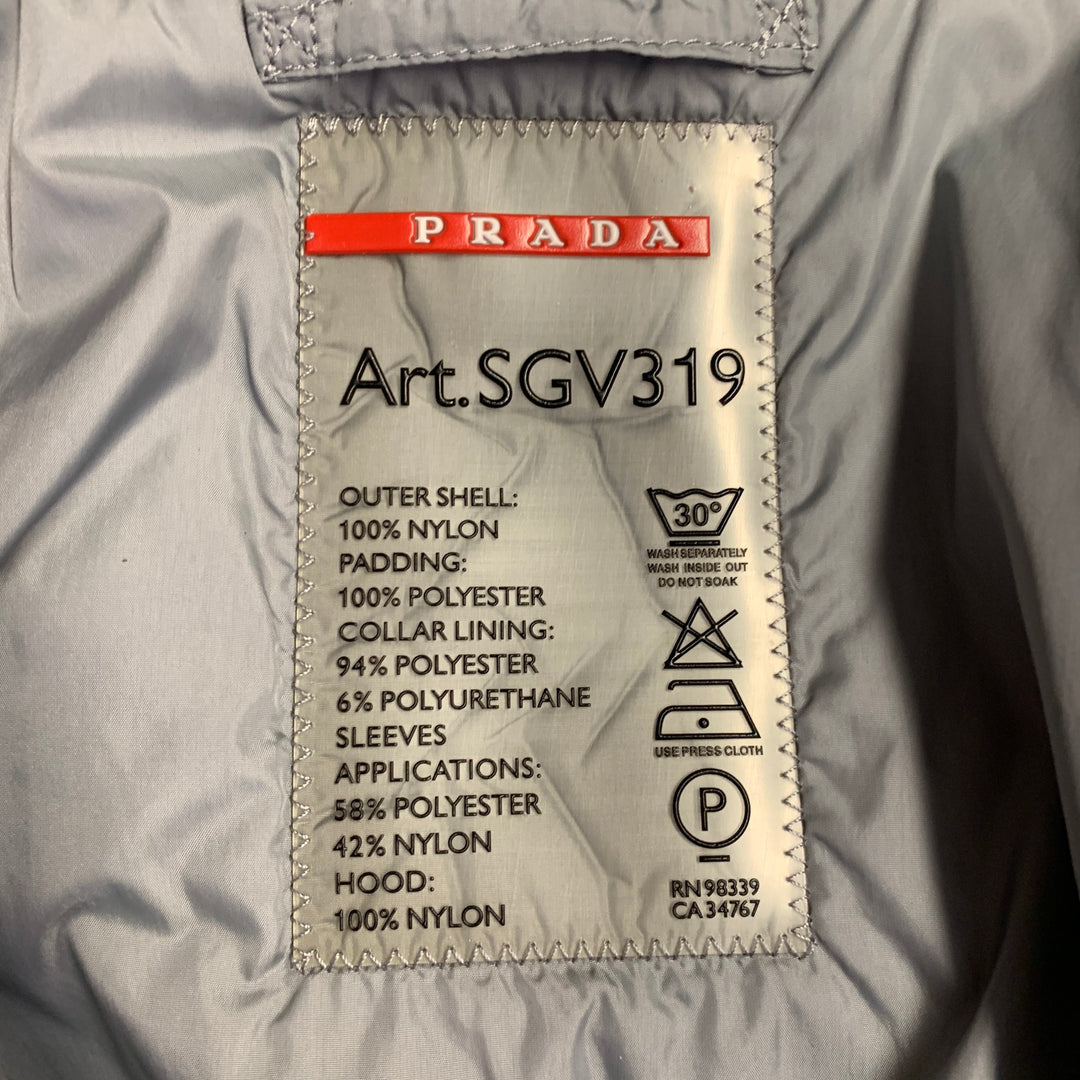 PRADA
Art.SGV319
OUTER SHELL:
100% NYLON
PADDING:
100% POLYESTER
COLLAR LINING:
94% POLYESTER
6% POLYURETHANE
SLEEVES
APPLICATIONS:
58% POLYESTER
42% NYLON
HOOD:
100% NYLON
30°
WASH SEPARATELY
WASH INSIDE OUT
DO NOT SOAK
USE PRESS CLOTH
P
RN 98339
CA 34767